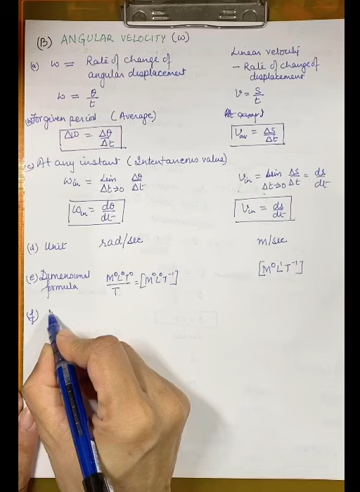 (B) ANGULAR VELOCITY (ω)
Linear velocity
(a) ω = Rate of change of angular displacement
– Rate of change of displacement
ω = θ/t
v = s/t
(b) For given period (Average)
Δω = Δθ/Δt
Vav = Δs/Δt
(c) At any instant (Intentaneous value)
ωin = Lim Δt→0 Δθ/Δt
Vin = Lim Δt→0 Δs/Δt = ds/dt
ωin = dθ/dt
Vin = ds/dt
(d) Unit rad/sec m/sec
(e) Dimensional formula M⁰L⁰T⁰/T = [M⁰L⁰T⁻¹]
[M⁰L¹T⁻¹]
(f)